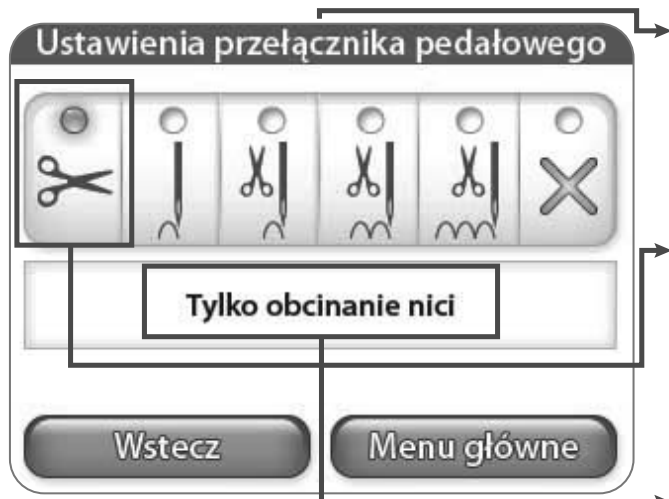 Ustawienia przełącznika pedałowego
Tylko obcinanie nici
Wstecz
Menu główne